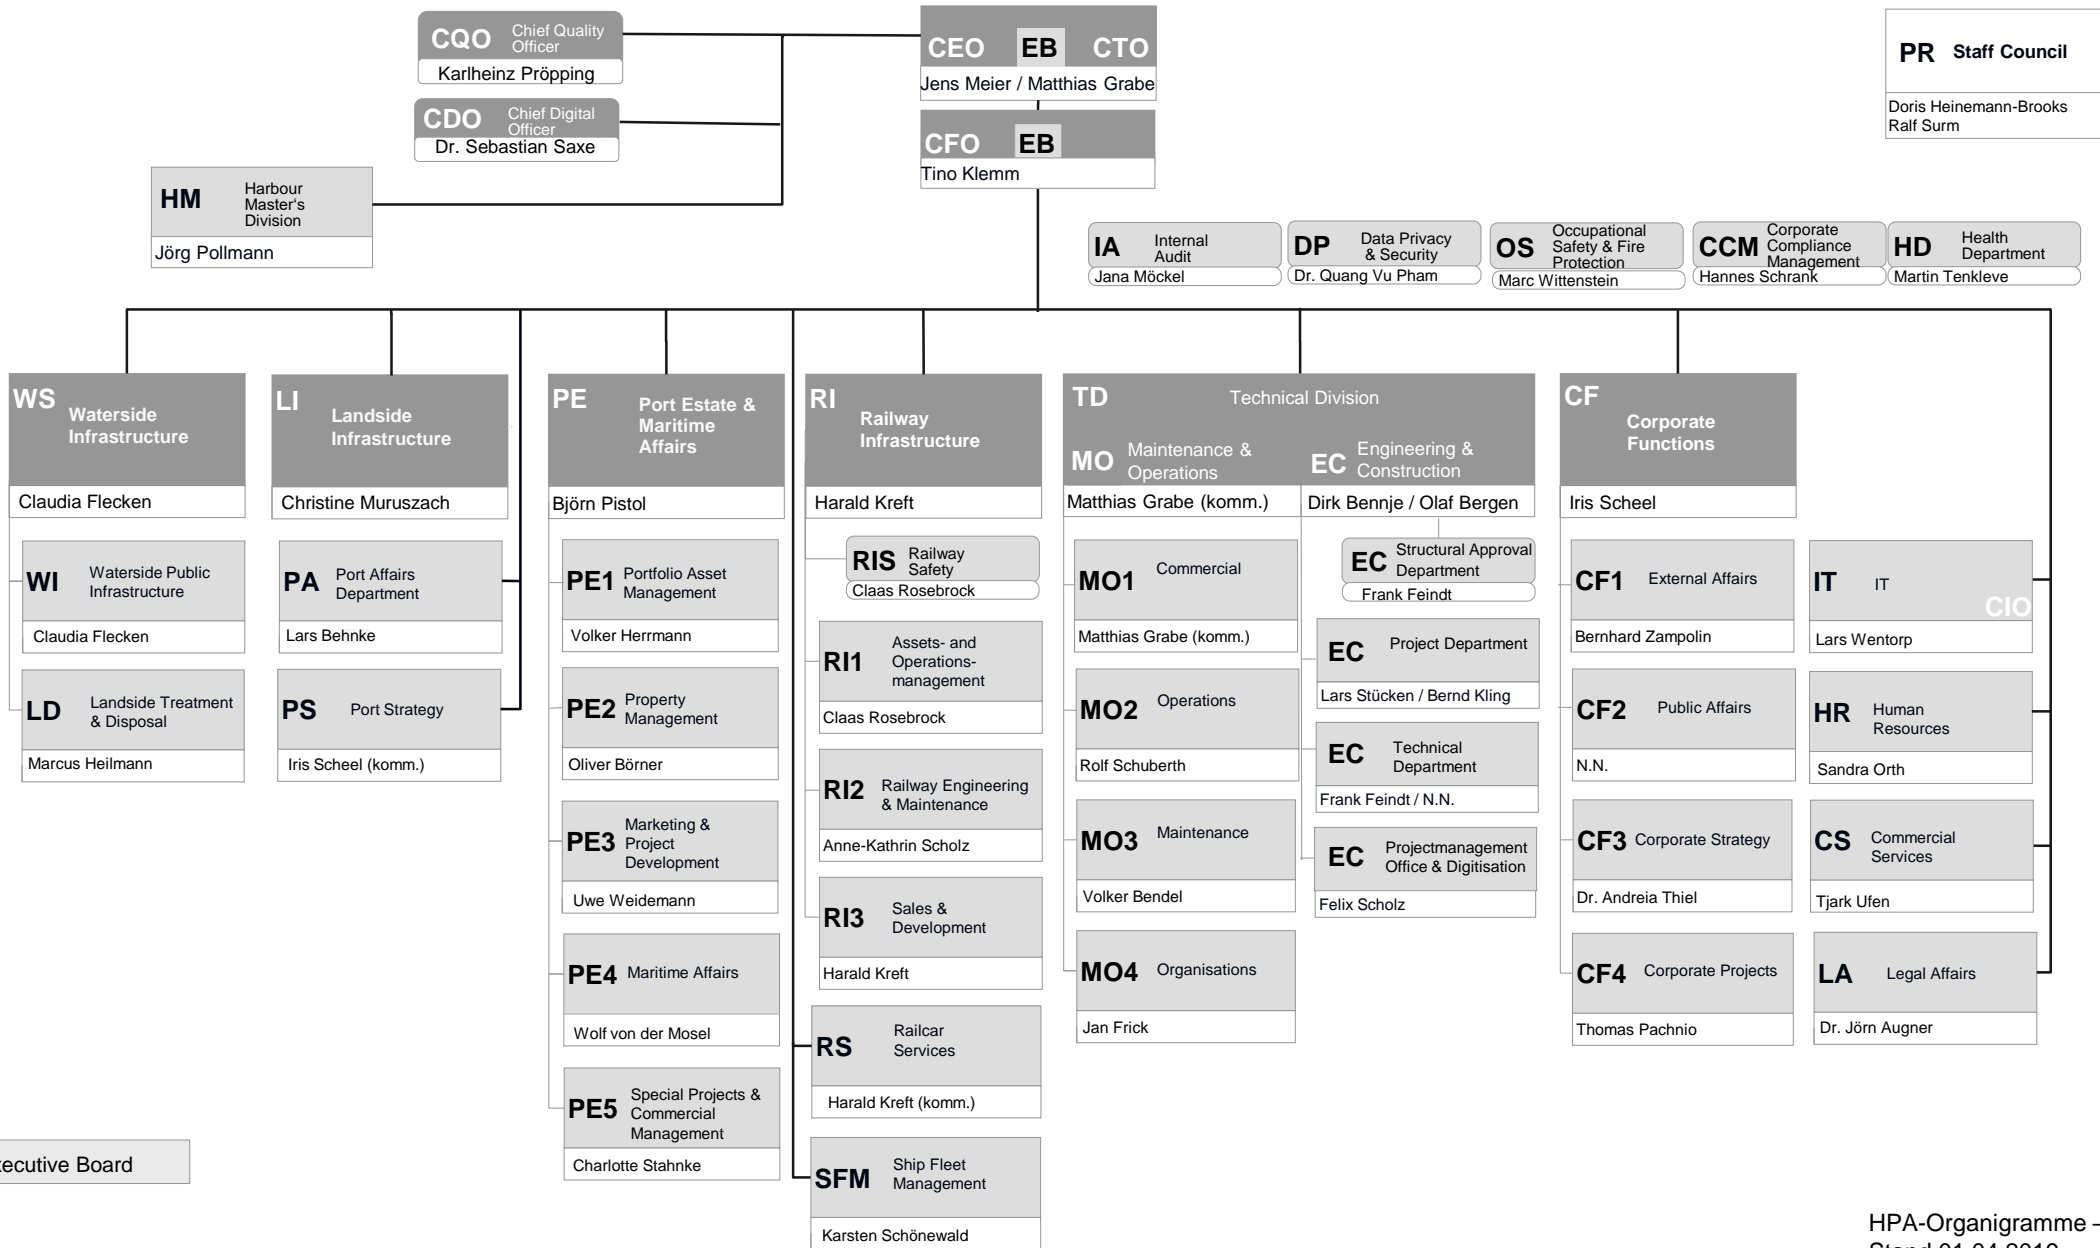 CQO Chief Quality
Officer
Karlheinz Pröpping
CDO Chief Digital
Officer
Dr. Sebastian Saxe
HM Harbour
Master's
Division
Jörg Pollmann
CEO EB CTO
Jens Meier / Matthias Grabe
CFO EB
Tino Klemm
PR Staff Council
Doris Heinemann-Brooks
Ralf Surm
IA Internal
Audit
Jana Möckel
DP Data Privacy
& Security
Dr. Quang Vu Pham
OS Occupational
Safety & Fire
Protection
Marc Wittenstein
CCM Corporate
Compliance
Management
Hannes Schrank
HD Health
Department
Martin Tenkleve
WS Waterside
Infrastructure
Claudia Flecken
WI Waterside Public
Infrastructure
Claudia Flecken
LD Landside Treatment
& Disposal
Marcus Heilmann
LI Landside
Infrastructure
Christine Muruszach
PA Port Affairs
Department
Lars Behnke
PS Port Strategy
Iris Scheel (komm.)
PE Port Estate &
Maritime
Affairs
Björn Pistol
PE1 Portfolio Asset
Management
Volker Herrmann
PE2 Property
Management
Oliver Börner
PE3 Marketing &
Project
Development
Uwe Weidemann
PE4 Maritime Affairs
Wolf von der Mosel
PE5 Special Projects &
Commercial
Management
Charlotte Stahnke
RI Railway
Infrastructure
Harald Kreft
RIS Railway
Safety
Claas Rosebrock
RI1 Assets- and
Operations-
management
Claas Rosebrock
RI2 Railway Engineering
& Maintenance
Anne-Kathrin Scholz
RI3 Sales &
Development
Harald Kreft
RS Railcar
Services
Harald Kreft (komm.)
SFM Ship Fleet
Management
Karsten Schönewald
TD Technical Division
MO Maintenance &
Operations
Matthias Grabe (komm.)
EC Engineering &
Construction
Dirk Bennje / Olaf Bergen
MO1 Commercial
Matthias Grabe (komm.)
MO2 Operations
Rolf Schuberth
MO3 Maintenance
Volker Bendel
MO4 Organisations
Jan Frick
EC Structural Approval
Department
Frank Feindt
EC Project Department
Lars Stücken / Bernd Kling
EC Technical
Department
Frank Feindt / N.N.
EC Projectmanagement
Office & Digitisation
Felix Scholz
CF Corporate
Functions
Iris Scheel
CF1 External Affairs
Bernhard Zampolin
CF2 Public Affairs
N.N.
CF3 Corporate Strategy
Dr. Andreia Thiel
CF4 Corporate Projects
Thomas Pachnio
IT IT
CIO
Lars Wentorp
HR Human
Resources
Sandra Orth
CS Commercial
Services
Tjark Ufen
LA Legal Affairs
Dr. Jörn Augner
ecutive Board
HPA-Organigramme –